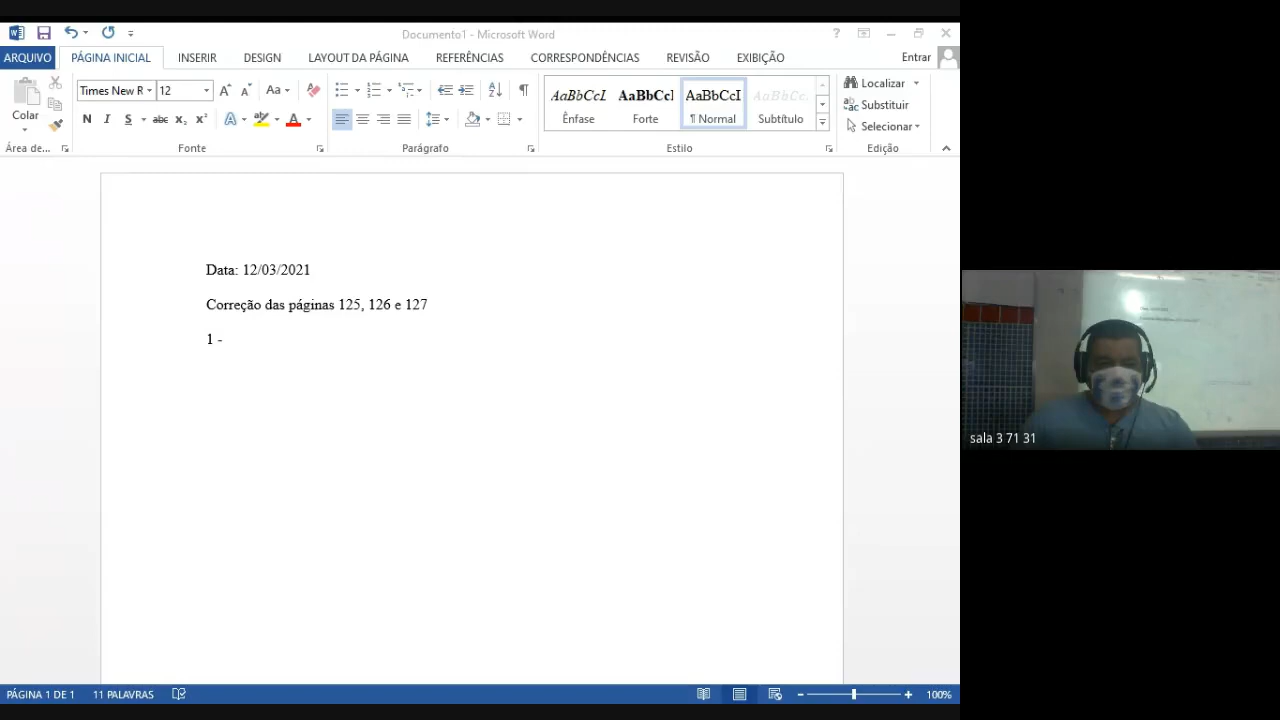 Documento1 - Microsoft Word
ARQUIVO PÁGINA INICIAL INSERIR DESIGN LAYOUT DA PÁGINA REFERÊNCIAS CORRESPONDÊNCIAS REVISÃO EXIBIÇÃO Entrar
Colar
Times New R 12
AaBbCcI AaBbCcI AaBbCcI AaBbCc
Ênfase Forte ¶ Normal Subtítulo
Localizar
Substituir
Selecionar
Área de... Fonte Parágrafo Estilo Edição
Data: 12/03/2021
Correção das páginas 125, 126 e 127
1 -
sala 3 71 31
PÁGINA 1 DE 1 11 PALAVRAS 100%